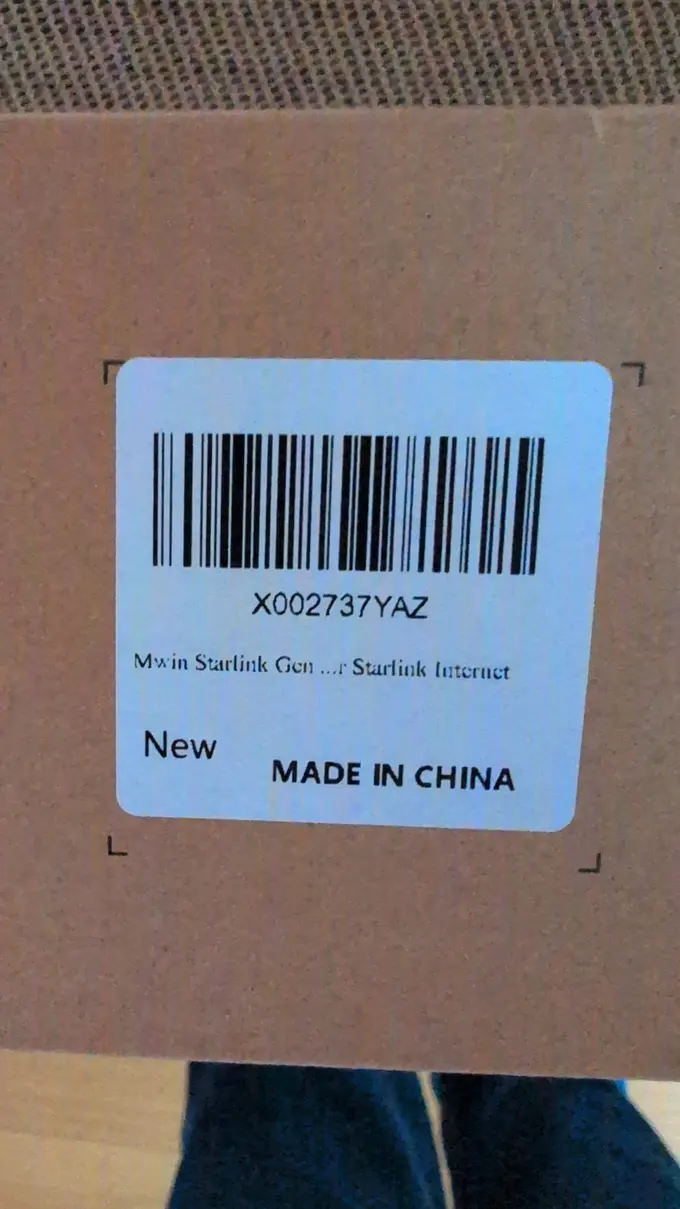 X002737YAZ
Mwin Starlink Gen ...r Starlink Internet
New
MADE IN CHINA